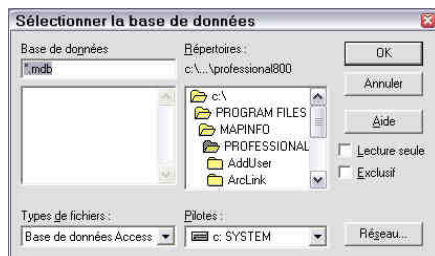 Sélectionner la base de données
Base de données
*.mdb
Répertoires :
c:\...\professional800
c:\
PROGRAM FILES
MAPINFO
PROFESSIONAL
AddUser
ArcLink
OK
Annuler
Aide
Lecture seule
Exclusif
Types de fichiers :
Base de données Access
Pilotes :
c: SYSTEM
Réseau...